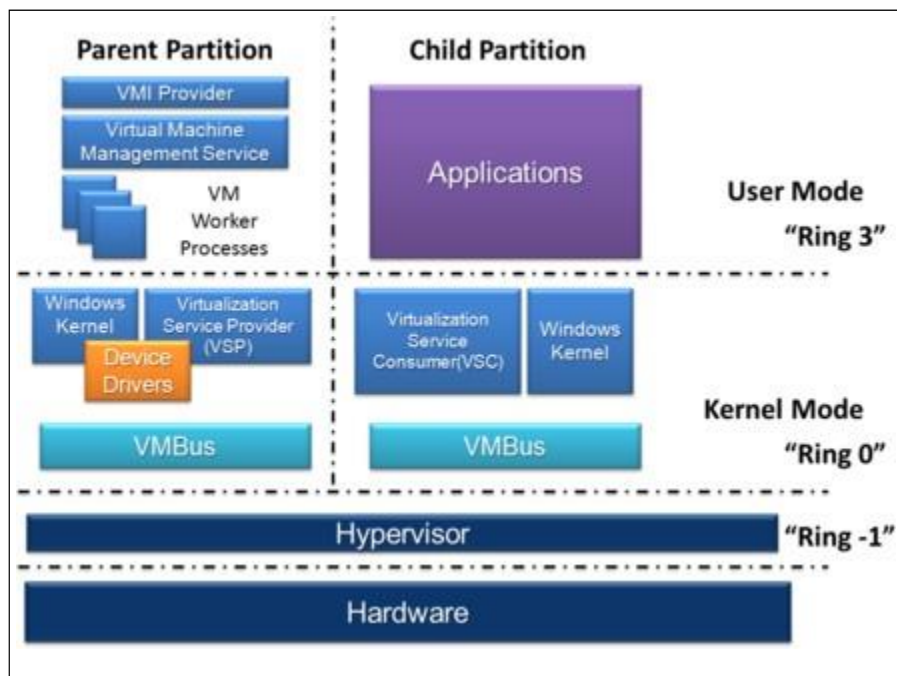 Parent Partition
Child Partition
VMI Provider
Virtual Machine
Management Service
VM
Worker
Processes
Applications
User Mode
“Ring 3”
Windows
Kernel
Virtualization
Service Provider
(VSP)
Device
Drivers
VMBus
Virtualization
Service
Consumer(VSC)
Windows
Kernel
VMBus
Kernel Mode
“Ring 0”
Hypervisor
“Ring -1”
Hardware